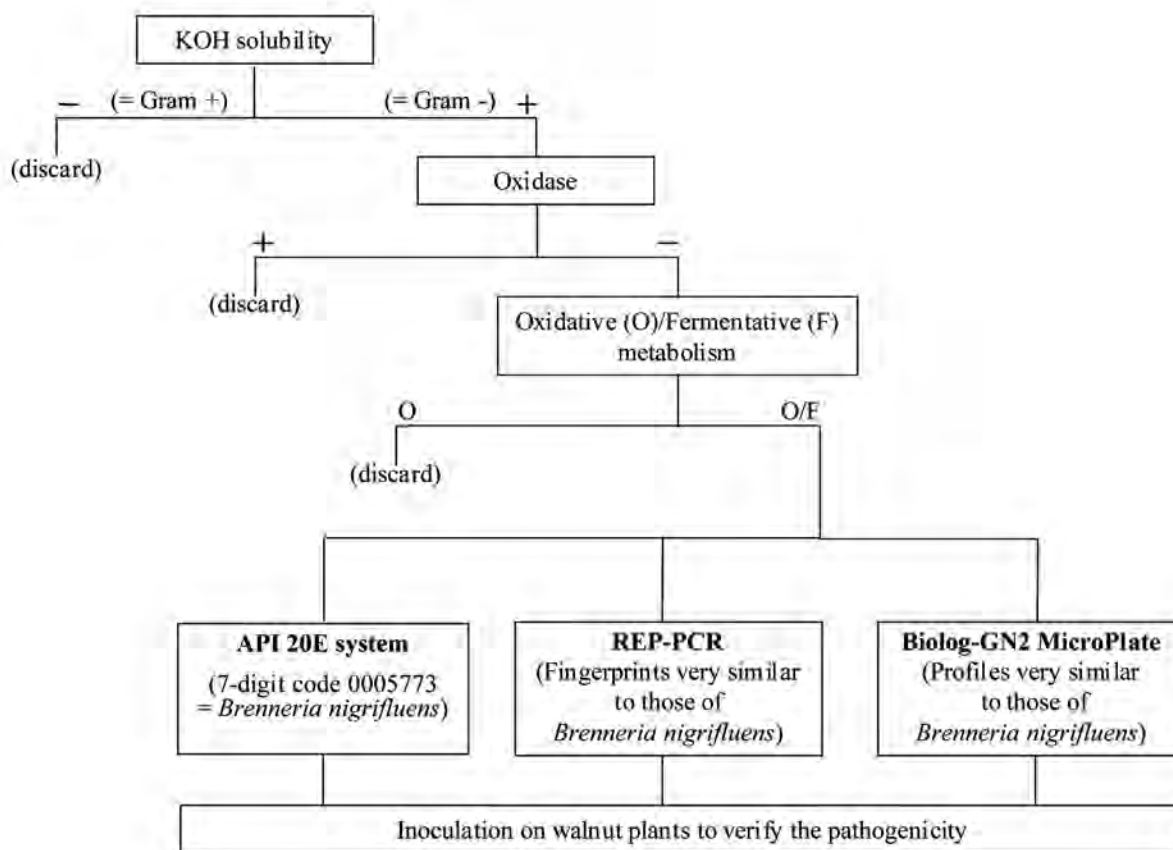 KOH solubility
− (= Gram +) (= Gram -) +
(discard)
Oxidase
+ −
(discard)
Oxidative (O)/Fermentative (F)
metabolism
O O/F
(discard)
API 20E system
(7-digit code 0005773
= Brenneria nigrifluens)
REP-PCR
(Fingerprints very similar
to those of
Brenneria nigrifluens)
Biolog-GN2 MicroPlate
(Profiles very similar
to those of
Brenneria nigrifluens)
Inoculation on walnut plants to verify the pathogenicity